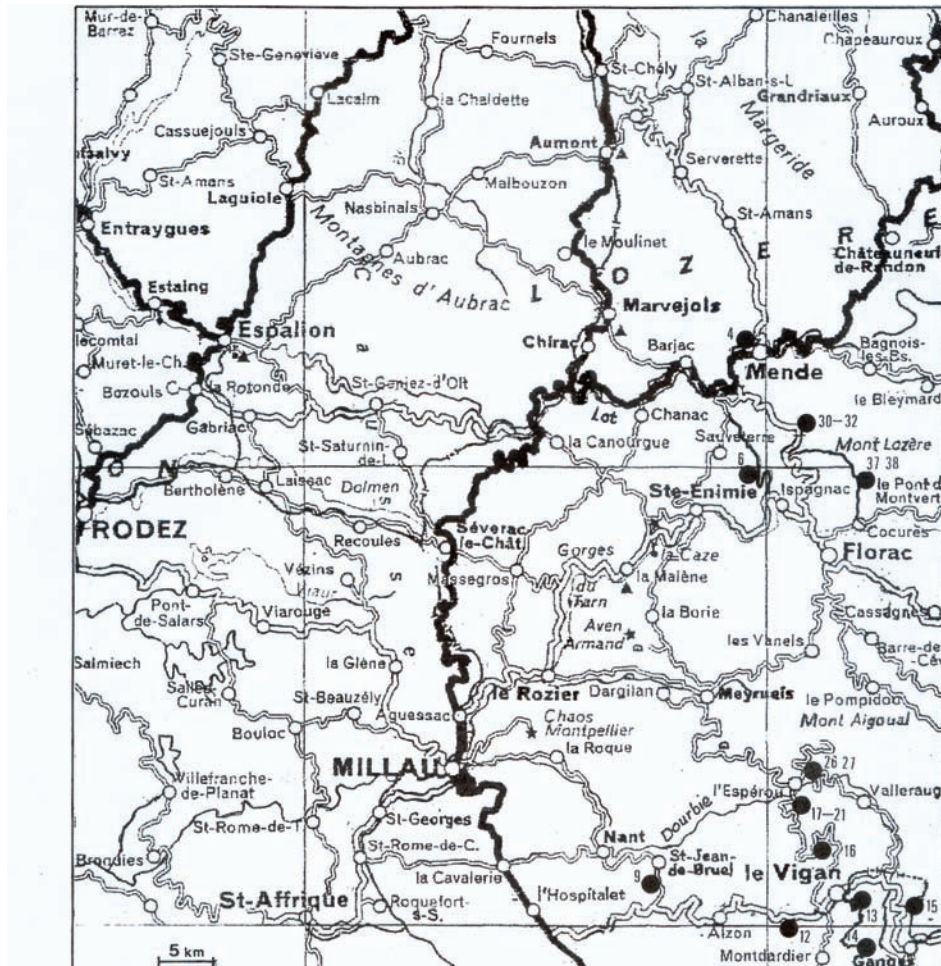 Mur-de-
Barrez
Ste-Geneviève
Fournels
Chanaleilles
la
Chapeauroux
St-Chély
St-Alban-s-L
Grandriaux
Lacalm
la Chaldette
Auroux
Margeride
Cassuejouls
Aumont
Serverette
St-Amans
Malbouzon
Laguiole
Nasbinals
St-Amans
Entraygues
Montagnes d'Aubrac
Aubrac
le Moulinet
L O Z E R E
Châteauneuf-
de-Randon
Estaing
Marvejols
Espalion
Chirac
Barjac
4
Mende
Bagnois-
les-Bs.
Muret-le-Ch.
la Rotonde
Bozouls
St-Geniez-d'Olt
Lot
Chanac
le Bleymard
Gabriac
30–32
Sébazac
St-Saturnin-
de-L.
la Canourgue
Sauveterre
Mont Lozère
6
37 38
Bertholène
Laissac
Dolmen
Ste-Enimie
Ispagnac
le Pont-d
Montvert
RODEZ
Recoules
Séverac
le-Chât.
Cocurès
Gorges
du
Tarn
la Caze
Florac
Vézins
Massegros
la Malène
Pont-
de-Salars
Viarouge
la Borie
Cassagnes
Aven
Armand
les Vanels
Barre-de-
-Cév
Salmiech
la Glène
Salles-
Curan
le Rozier
Dargilan
Meyrueis
le Pompidou
St-Beauzély
Aguessac
Chaos
Montpellier
Mont Aigoual
Bouloc
la Roque
MILLAU
26 27
Villefranche-
de-Planat
l'Espérou
Valleraug
Dourbie
17–21
St-Rome-de-T.
St-Georges
Nant
16
Broquies
St-Rome-de-C.
St-Jean-
de-Bruel
le Vigan
la Cavalerie
9
St-Affrique
Roquefort-
s-S.
l'Hospitalet
13
15
Alzon
12
14
Montdardier
Ganges
5 km